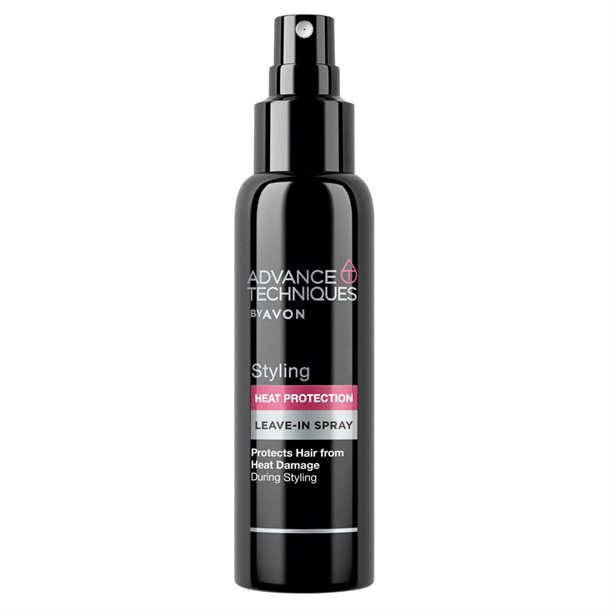 ADVANCE T
TECHNIQUES
BY AVON
Styling
HEAT PROTECTION
LEAVE-IN SPRAY
Protects Hair from
Heat Damage
During Styling